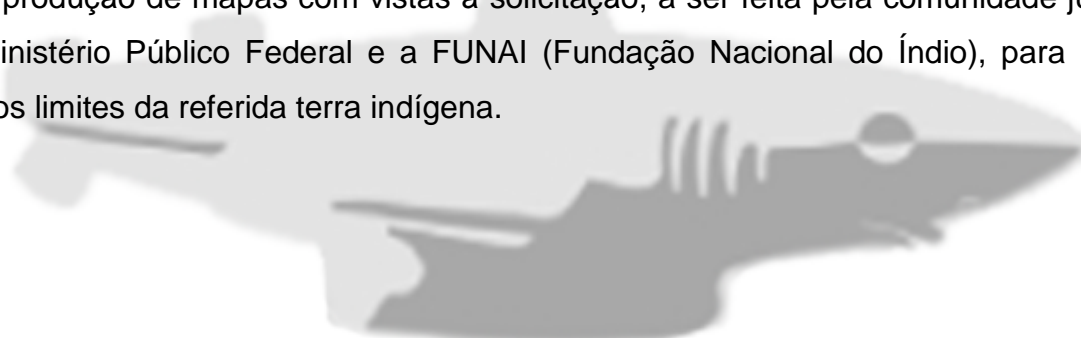 produção de mapas com vistas à solicitação, a ser feita pela comunidade
inistério Público Federal e a FUNAI (Fundação Nacional do Índio), para
os limites da referida terra indígena.